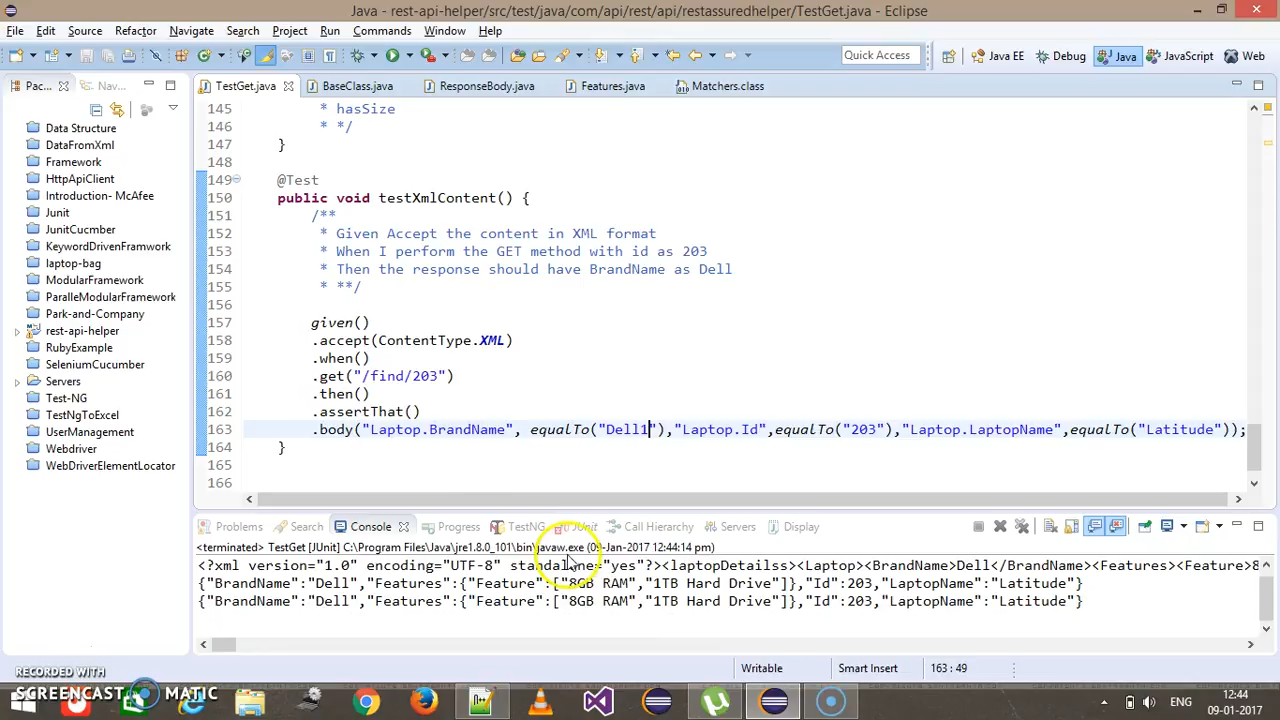 Java - rest-api-helper/src/test/java/com/api/rest/api/restassuredhelper/TestGet.java - Eclipse
File Edit Source Refactor Navigate Search Project Run Commands Window Help
Quick Access Java EE Debug Java JavaScript Web
Pac... Nav... TestGet.java BaseClass.java ResponseBody.java Features.java Matchers.class
Data Structure
DataFromXml
Framework
HttpApiClient
Introduction- McAfee
Junit
JunitCucmber
KeywordDrivenFramwork
laptop-bag
ModularFramework
ParalleModularFramework
Park-and-Company
rest-api-helper
RubyExample
SeleniumCucumber
Servers
Test-NG
TestNgToExcel
UserManagement
Webdriver
WebDriverElementLocator
145 * hasSize
146 * */
147 }
148
149 @Test
150 public void testXmlContent() {
151 /**
152 * Given Accept the content in XML format
153 * When I perform the GET method with id as 203
154 * Then the response should have BrandName as Dell
155 * **/
156
157 given()
158 .accept(ContentType.XML)
159 .when()
160 .get("/find/203")
161 .then()
162 .assertThat()
163 .body("Laptop.BrandName", equalTo("Dell1"),"Laptop.Id",equalTo("203"),"Laptop.LaptopName",equalTo("Latitude"));
164 }
165
166
Problems Search Console Progress TestNG JUnit Call Hierarchy Servers Display
<terminated> TestGet [JUnit] C:\Program Files\Java\jre1.8.0_101\bin\javaw.exe (09-Jan-2017 12:44:14 pm)
<?xml version="1.0" encoding="UTF-8" standalone="yes"?><laptopDetailss><Laptop><BrandName>Dell</BrandName><Features><Feature>8
{"BrandName":"Dell","Features":{"Feature":["8GB RAM","1TB Hard Drive"]},"Id":203,"LaptopName":"Latitude"}
{"BrandName":"Dell","Features":{"Feature":["8GB RAM","1TB Hard Drive"]},"Id":203,"LaptopName":"Latitude"}
Writable Smart Insert 163 : 49
RECORDED WITH
SCREENCAST MATIC
ENG
12:44
09-01-2017